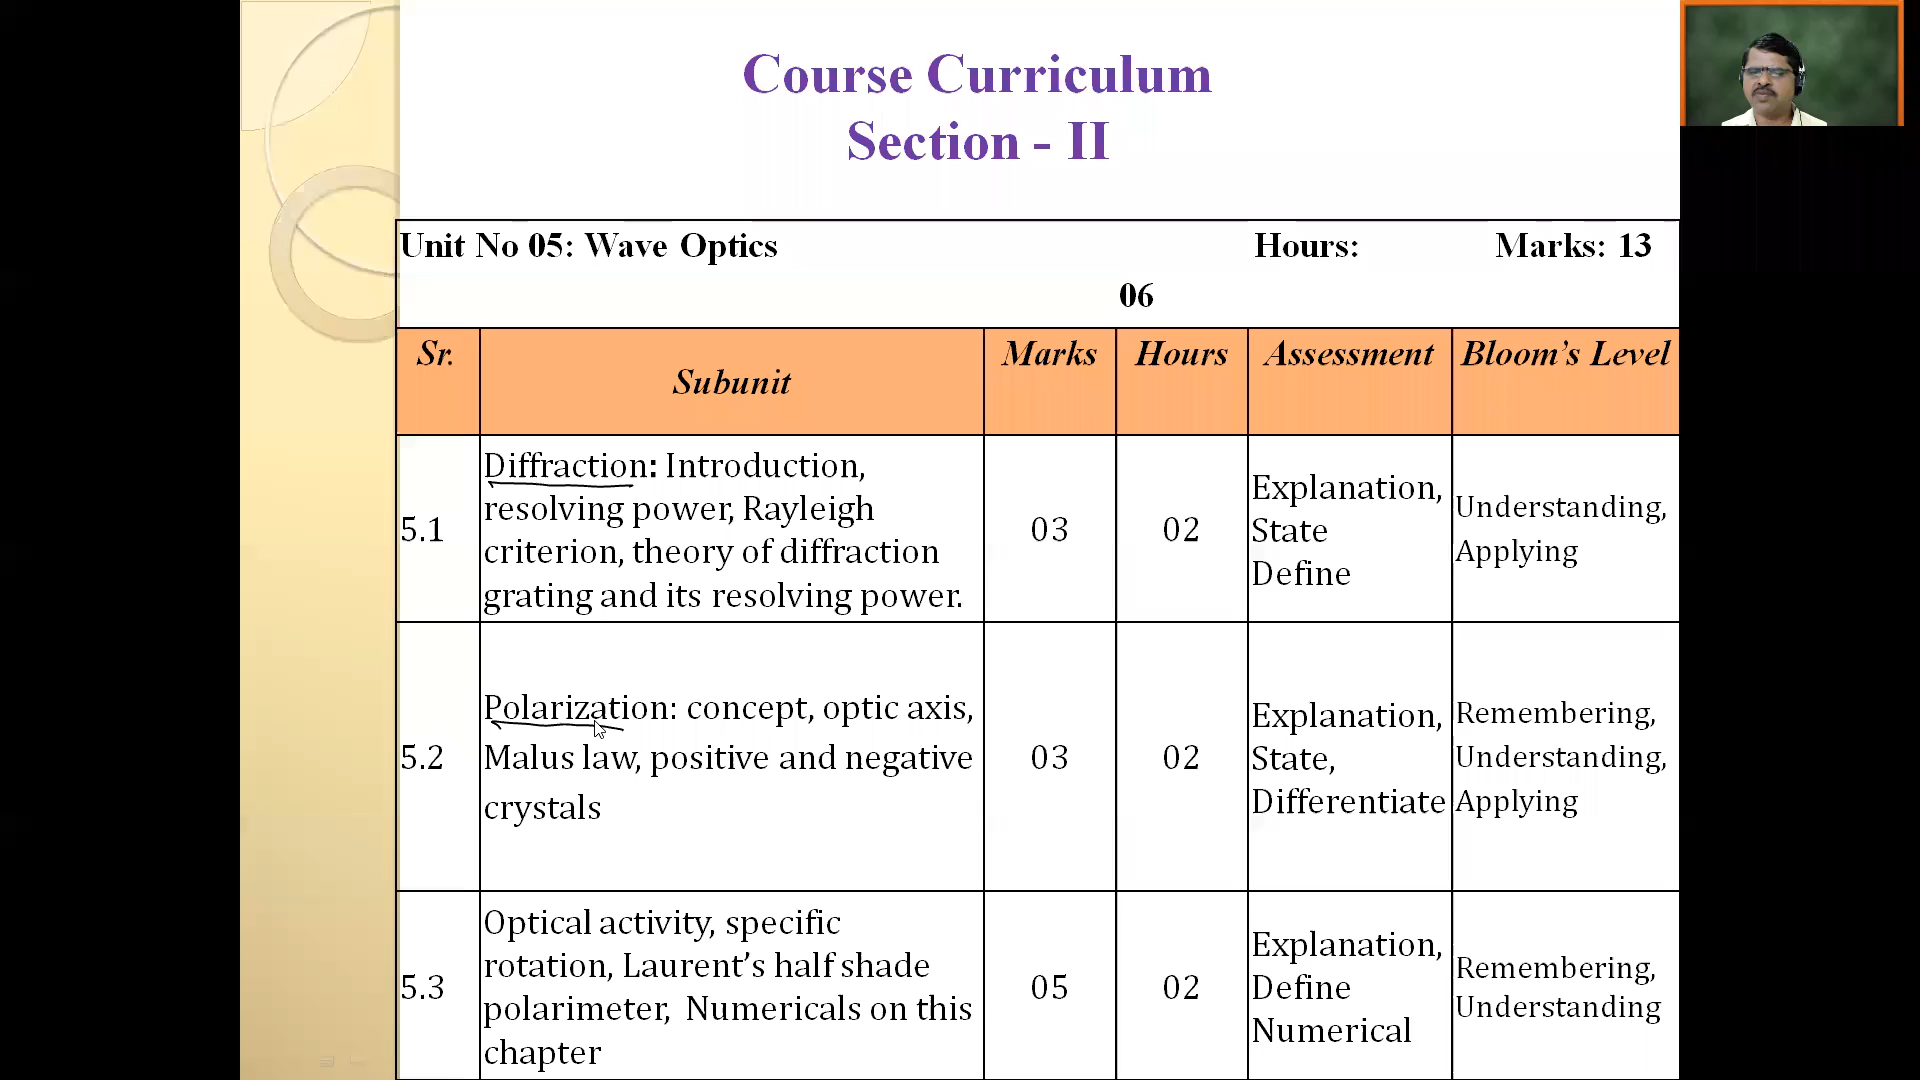 Course Curriculum
Section - II
Unit No 05: Wave Optics Hours: Marks: 13
06
Sr. Subunit Marks Hours Assessment Bloom’s Level
5.1
Diffraction: Introduction,
resolving power, Rayleigh
criterion, theory of diffraction
grating and its resolving power.
03
02
Explanation,
State
Define
Understanding,
Applying
5.2
Polarization: concept, optic axis,
Malus law, positive and negative
crystals
03
02
Explanation,
State,
Differentiate
Remembering,
Understanding,
Applying
5.3
Optical activity, specific
rotation, Laurent’s half shade
polarimeter, Numericals on this
chapter
05
02
Explanation,
Define
Numerical
Remembering,
Understanding